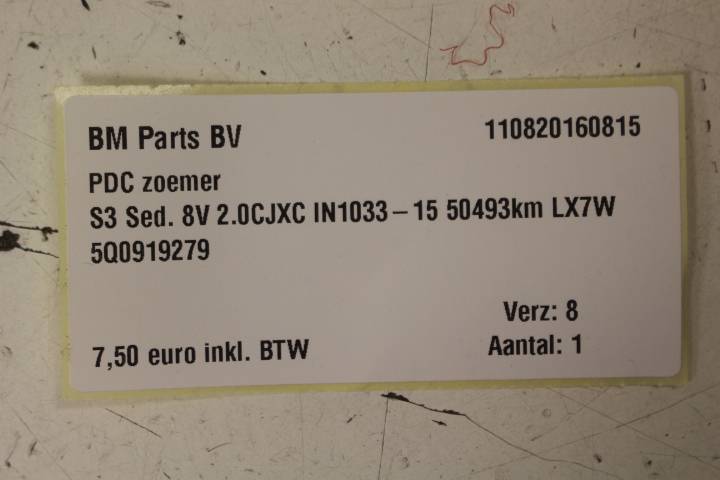 BM Parts BV 110820160815
PDC zoemer
S3 Sed. 8V 2.0CJXC IN1033-15 50493km LX7W
5Q0919279
Verz: 8
7,50 euro inkl. BTW Aantal: 1